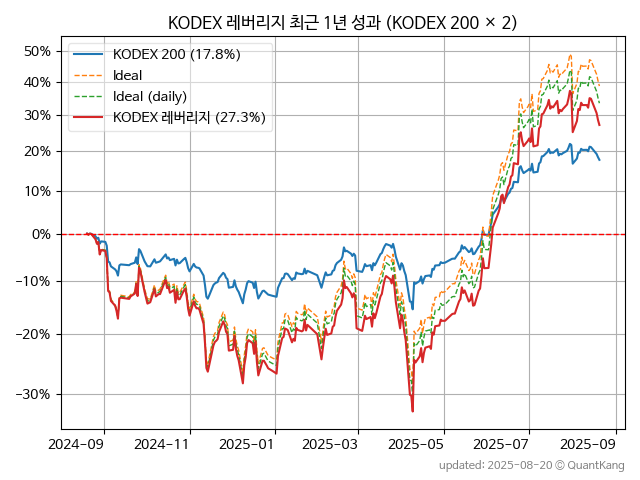 KODEX 레버리지 최근 1년 성과 (KODEX 200 × 2)
50%
40%
30%
20%
10%
0%
−10%
−20%
−30%
KODEX 200 (17.8%)
Ideal
Ideal (daily)
KODEX 레버리지 (27.3%)
2024-09
2024-11
2025-01
2025-03
2025-05
2025-07
2025-09
updated: 2025-08-20 © QuantKang